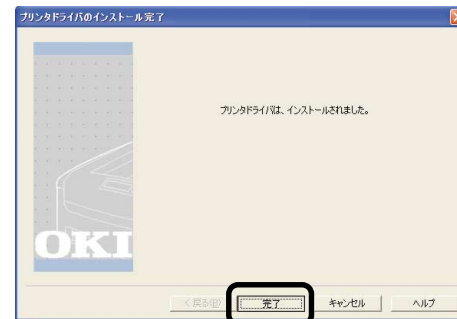 プリンタドライバのインストール完了
プリンタドライバは、インストールされました。
OKI
< 戻る(B)
完了
キャンセル
ヘルプ